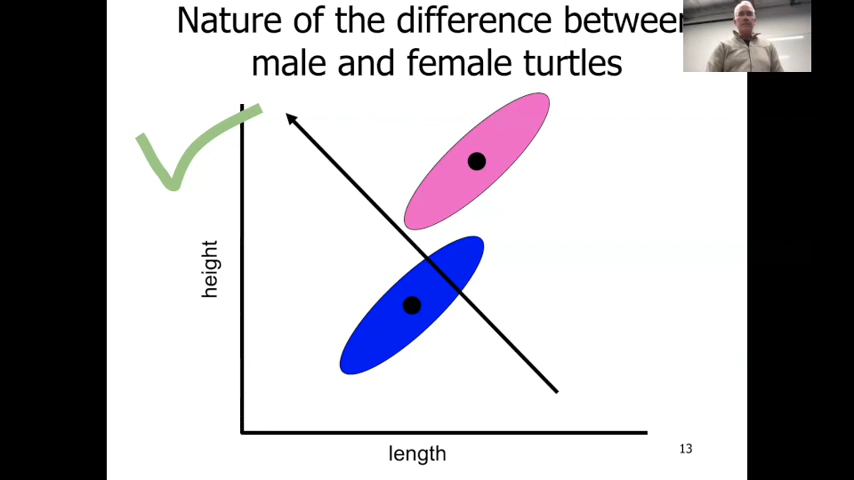 Nature of the difference between
male and female turtles
height
length
13